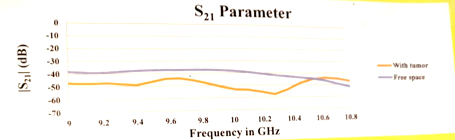 S₂₁ Parameter
|S₂₁| (dB)
0
-10
-20
-30
-40
-50
-60
-70
9 9.2 9.4 9.6 9.8 10 10.2 10.4 10.6 10.8
Frequency in GHz
With tumor
Free space